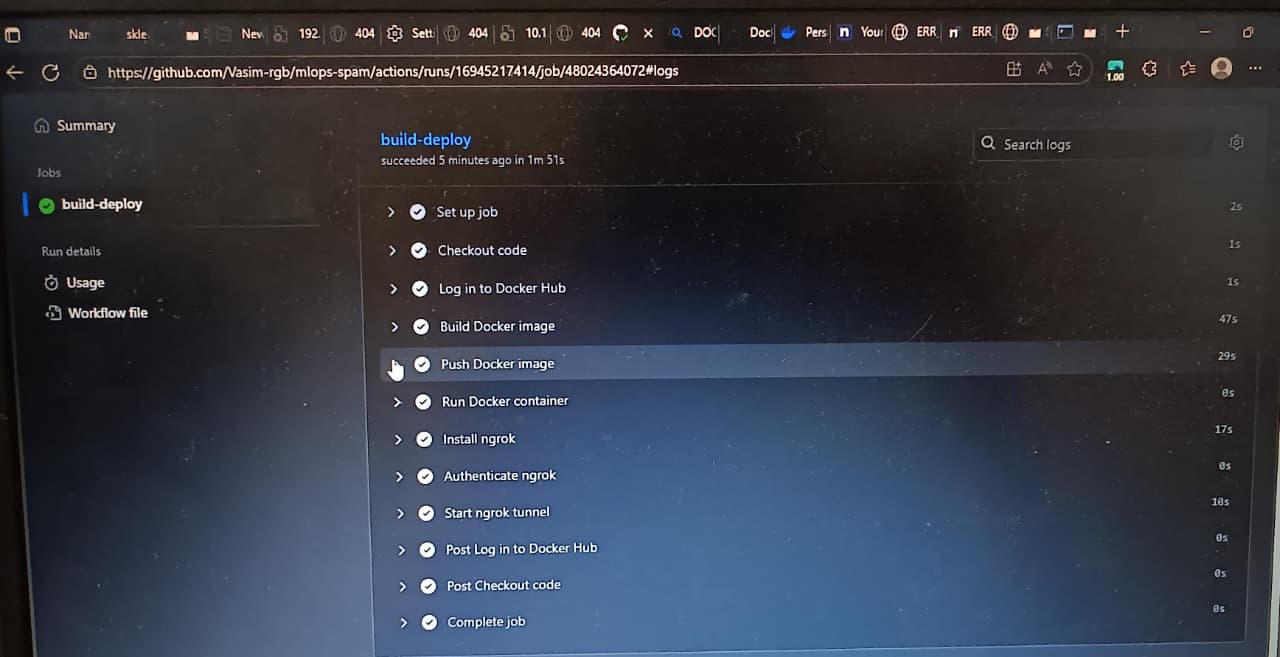 Nan skle New 192. 404 Setti 404 10.1 404 DOC Doc Pers Your ERR ERR
https://github.com/Vasim-rgb/mlops-spam/actions/runs/16945217414/job/48024364072#logs
1.00
Summary
Jobs
build-deploy
Run details
Usage
Workflow file
build-deploy
succeeded 5 minutes ago in 1m 51s
Search logs
Set up job 2s
Checkout code 1s
Log in to Docker Hub 1s
Build Docker image 47s
Push Docker image 29s
Run Docker container 0s
Install ngrok 17s
Authenticate ngrok 0s
Start ngrok tunnel 10s
Post Log in to Docker Hub 0s
Post Checkout code 0s
Complete job 0s